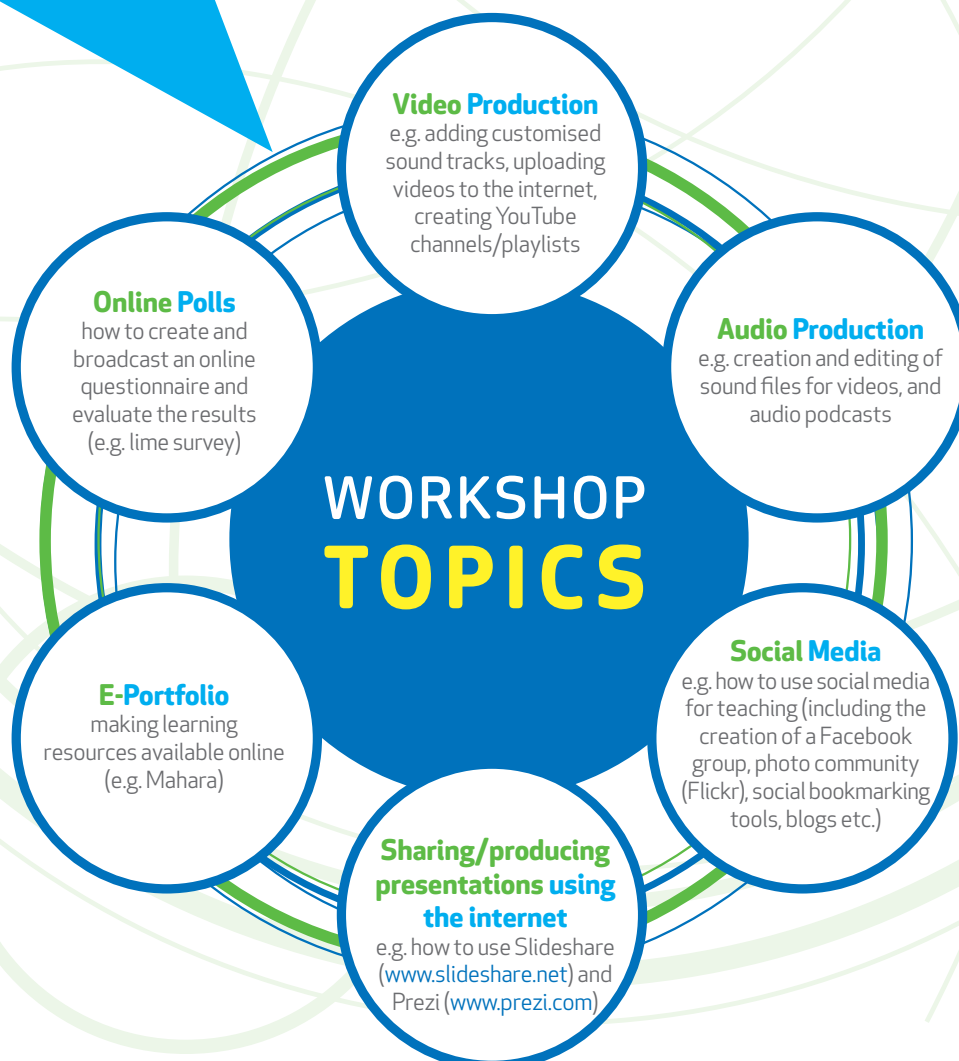 Video Production
e.g. adding customised
sound tracks, uploading
videos to the internet,
creating YouTube
channels/playlists
Online Polls
how to create and
broadcast an online
questionnaire and
evaluate the results
(e.g. lime survey)
Audio Production
e.g. creation and editing of
sound files for videos, and
audio podcasts
WORKSHOP
TOPICS
E-Portfolio
making learning
resources available online
(e.g. Mahara)
Social Media
e.g. how to use social media
for teaching (including the
creation of a Facebook
group, photo community
(Flickr), social bookmarking
tools, blogs etc.)
Sharing/producing
presentations using
the internet
e.g. how to use Slideshare
(www.slideshare.net) and
Prezi (www.prezi.com)